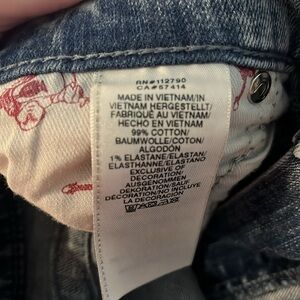 RN#112790
CA#57414
MADE IN VIETNAM/IN
VIETNAM HERGESTELLT/
FABRIQUÉ AU VIETNAM/
HECHO EN VIETNAM
99% COTTON/
BAUMWOLLE/COTON/
ALGODÓN
1% ELASTANE/ELASTAN/
ELASTHANNE/ELASTANO
EXCLUSIVE OF
DECORATION/
AUSGENOMMEN
DEKORATION/SAUF
DÉCORATION/NO INCLUYE
LA DECORACIÓN